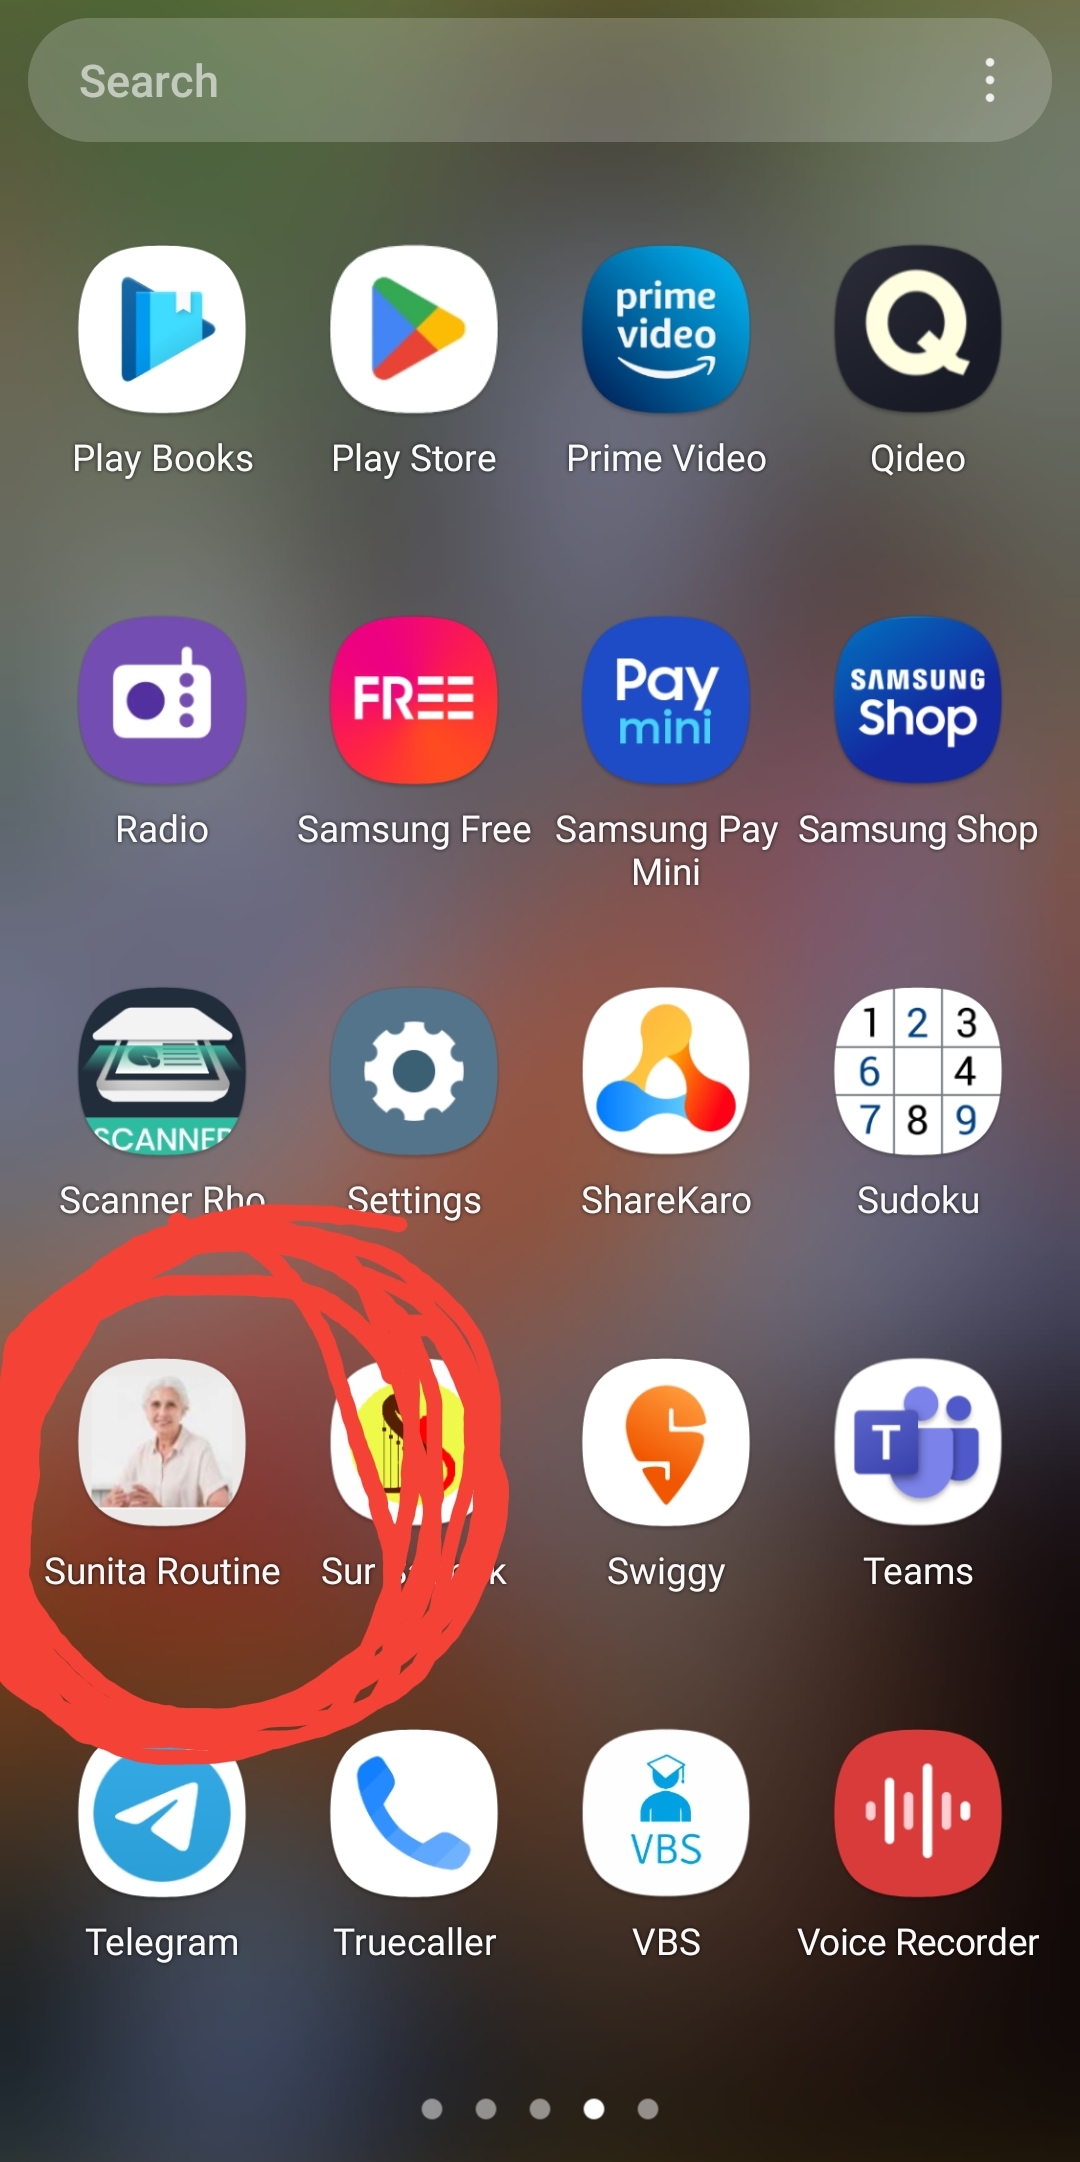 Search
prime
video
Q
Play Books
Play Store
Prime Video
Qideo
FREE
Pay
mini
SAMSUNG
Shop
Radio
Samsung Free
Samsung Pay
Mini
Samsung Shop
SCANNER
1 2 3
6 4
7 8 9
Scanner Rho
Settings
ShareKaro
Sudoku
T
Sunita Routine
Sur
Swiggy
Teams
VBS
Telegram
Truecaller
VBS
Voice Recorder